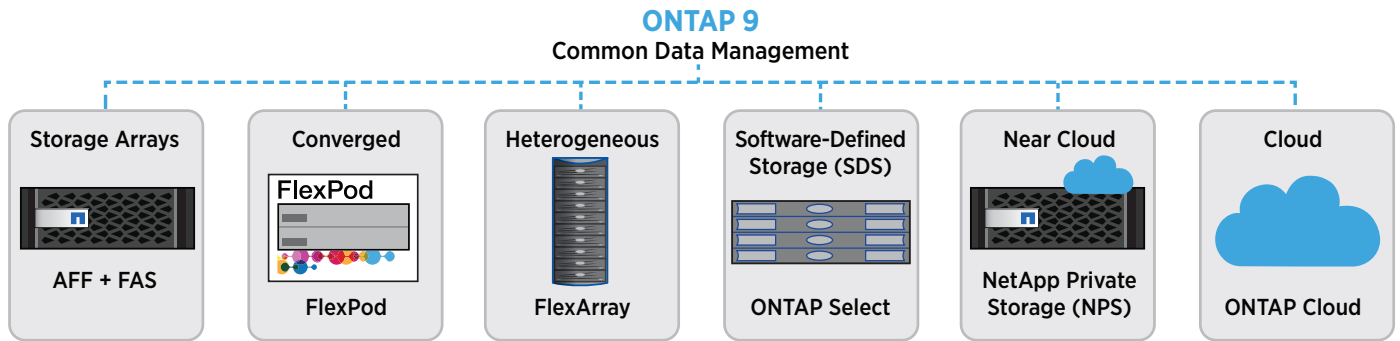 ONTAP 9
Common Data Management
Storage Arrays
AFF + FAS
Converged
FlexPod
FlexPod
Heterogeneous
FlexArray
Software-Defined
Storage (SDS)
ONTAP Select
Near Cloud
NetApp Private
Storage (NPS)
Cloud
ONTAP Cloud